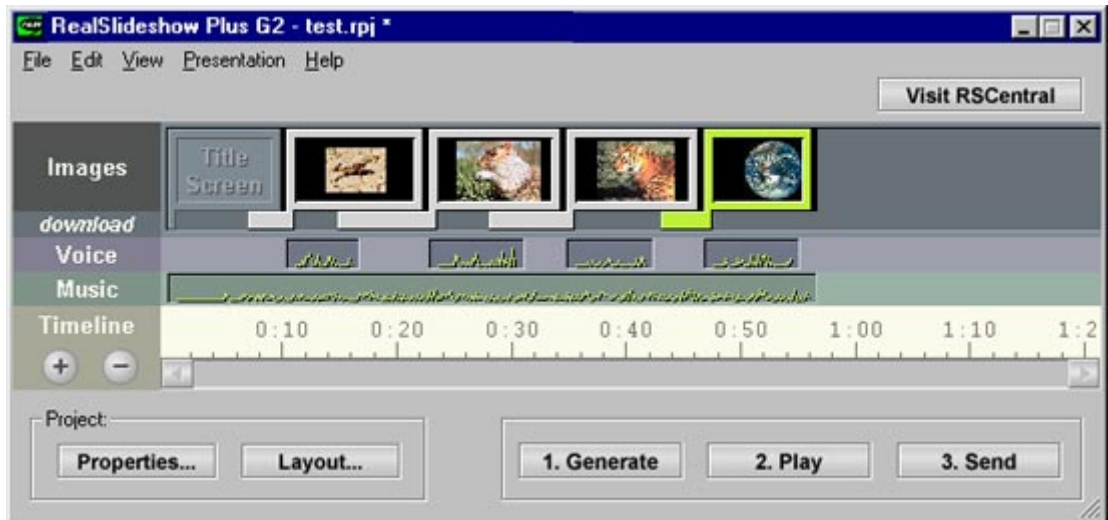 RealSlideshow Plus G2 - test.rpj *
File Edit View Presentation Help
Visit RSCentral
Images
Title
Screen
download
Voice
Music
Timeline
0:10 0:20 0:30 0:40 0:50 1:00 1:10 1:2
+ −
Project:
Properties... Layout... 1. Generate 2. Play 3. Send